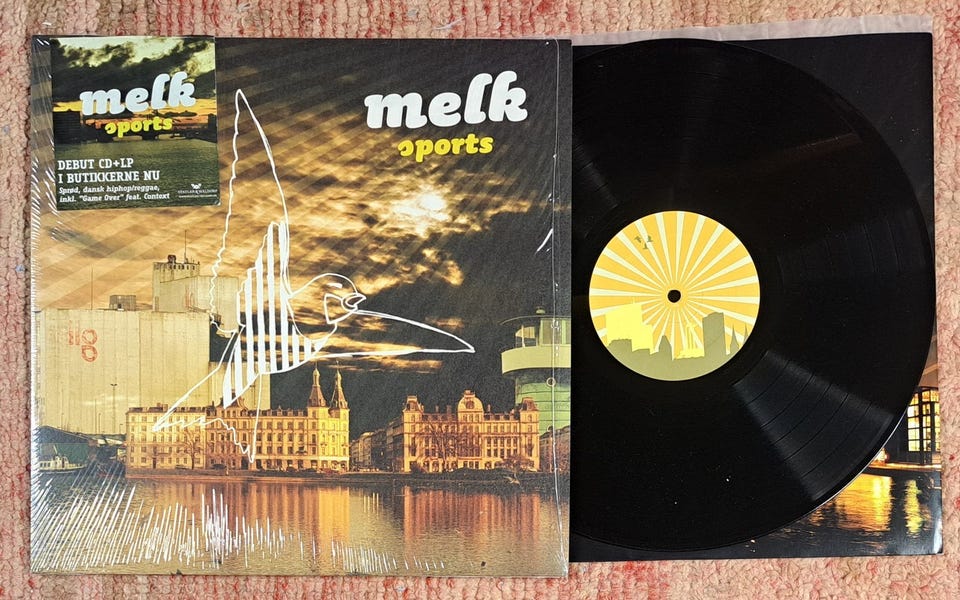 melk
sports
DEBUT CD+LP
I BUTIKKERNE NU
Sprød, dansk hiphop/reggae,
inkl. "Game Over" feat. Context
melk
sports